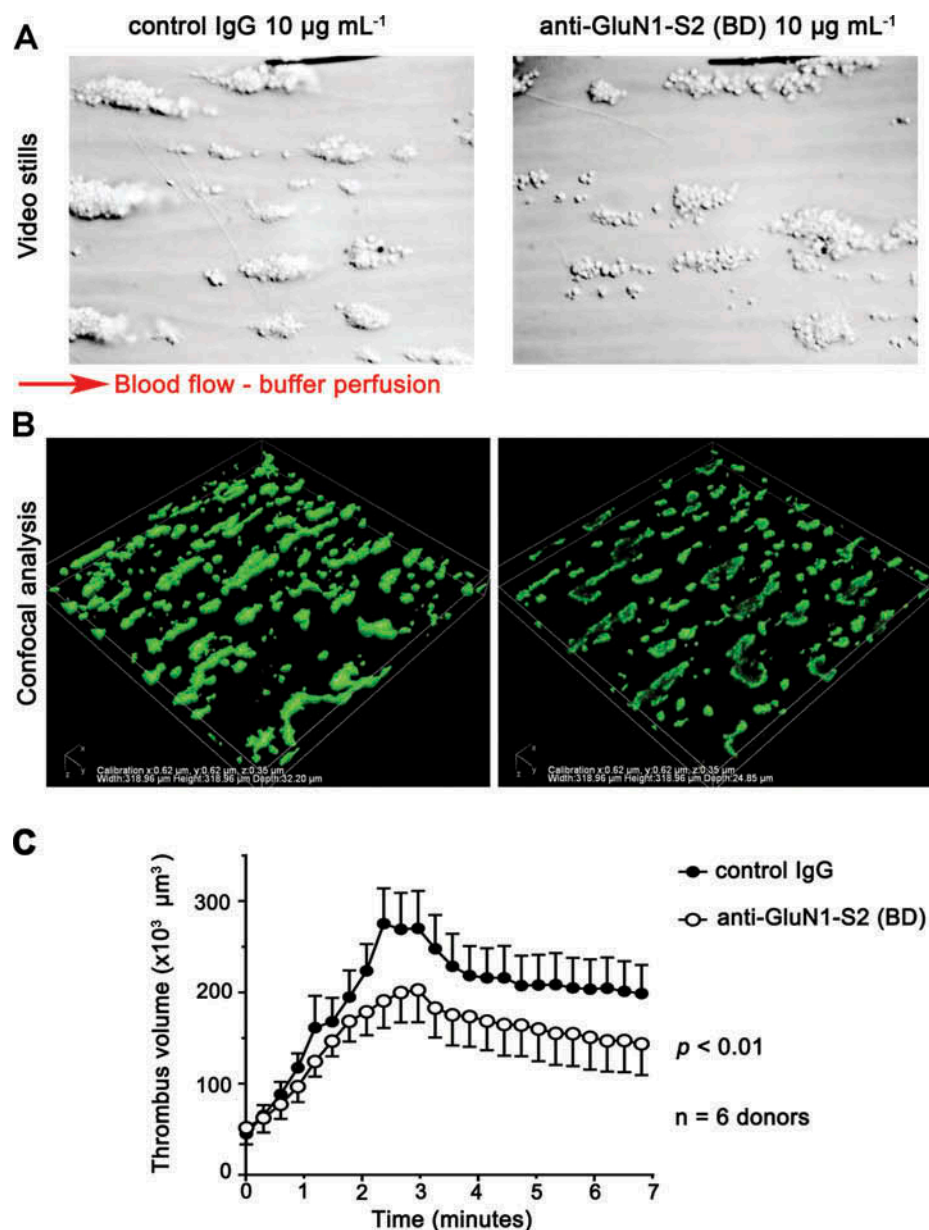 A
control IgG 10 µg mL-1
anti-GluN1-S2 (BD) 10 µg mL-1
Video stills
Blood flow - buffer perfusion
B
Confocal analysis
x
z y
Calibration x:0.62 µm, y:0.62 µm, z:0.35 µm
Width:318.96 µm Height:318.96 µm Depth:32.20 µm
x
z y
Calibration x:0.62 µm, y:0.62 µm, z:0.35 µm
Width:318.96 µm Height:318.96 µm Depth:24.85 µm
C
Thrombus volume (x10³ µm³)
300
200
100
0
0 1 2 3 4 5 6 7
Time (minutes)
control IgG
anti-GluN1-S2 (BD)
p < 0.01
n = 6 donors